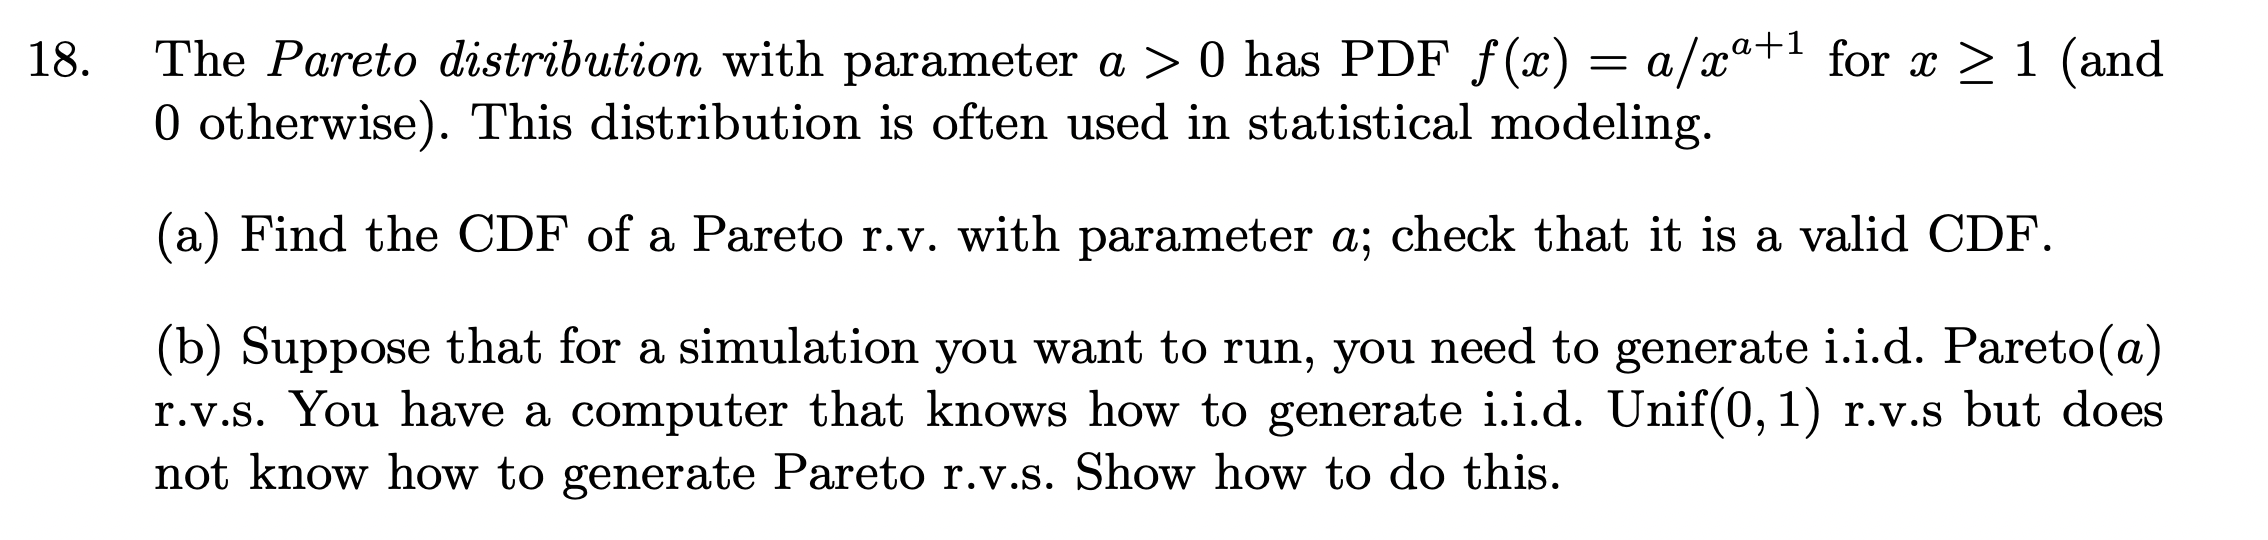 18. The Pareto distribution with parameter a > 0 has PDF f(x) = a/x^{a+1} for x ≥ 1 (and
0 otherwise). This distribution is often used in statistical modeling.
(a) Find the CDF of a Pareto r.v. with parameter a; check that it is a valid CDF.
(b) Suppose that for a simulation you want to run, you need to generate i.i.d. Pareto(a)
r.v.s. You have a computer that knows how to generate i.i.d. Unif(0, 1) r.v.s but does
not know how to generate Pareto r.v.s. Show how to do this.